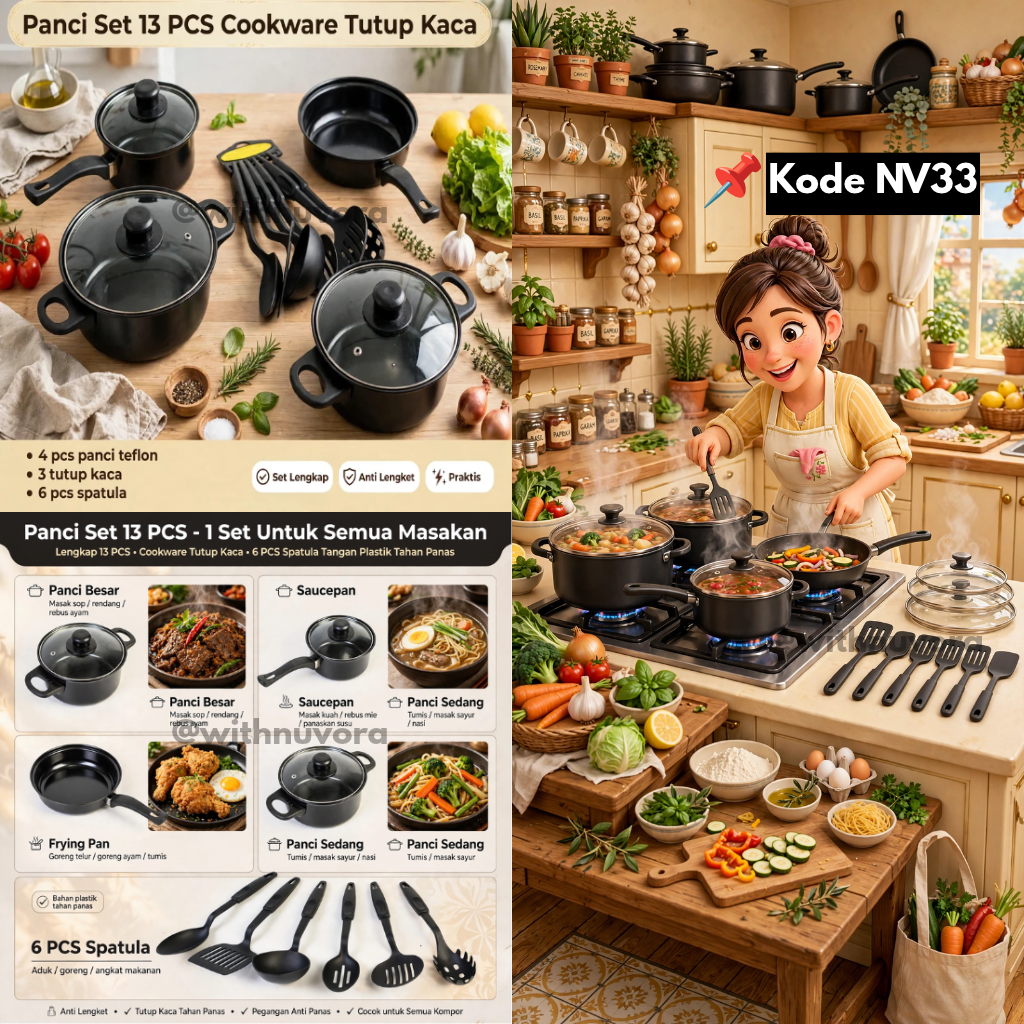 Panci Set 13 PCS Cookware Tutup Kaca
@withnuvora
• 4 pcs panci teflon
• 3 tutup kaca
• 6 pcs spatula
Set Lengkap
Anti Lengket
Praktis
Panci Set 13 PCS - 1 Set Untuk Semua Masakan
Lengkap 13 PCS • Cookware Tutup Kaca • 6 PCS Spatula Tangan Plastik Tahan Panas
Panci Besar
Masak sop / rendang /
rebus ayam
Panci Besar
Masak sop / rendang /
rebus ayam
Saucepan
Saucepan
Masak kuah / rebus mie
/ panaskan susu
Panci Sedang
Tumis / masak sayur
/ nasi
@withnuvora
Frying Pan
Goreng telur / goreng ayam / tumis
Panci Sedang
Tumis / masak sayur / nasi
Panci Sedang
Tumis / masak sayur
Bahan plastik
tahan panas
6 PCS Spatula
Aduk / goreng / angkat makanan
Anti Lengket • ✓ Tutup Kaca Tahan Panas • ✓ Pegangan Anti Panas • ✓ Cocok untuk Semua Kompor
Kode NV33
ROSEMARY
THYME
BASIL
BASIL
PAPRIKA
GARAM
BASIL
GARAM
PAPRIKA
GARAM
@withnuvora